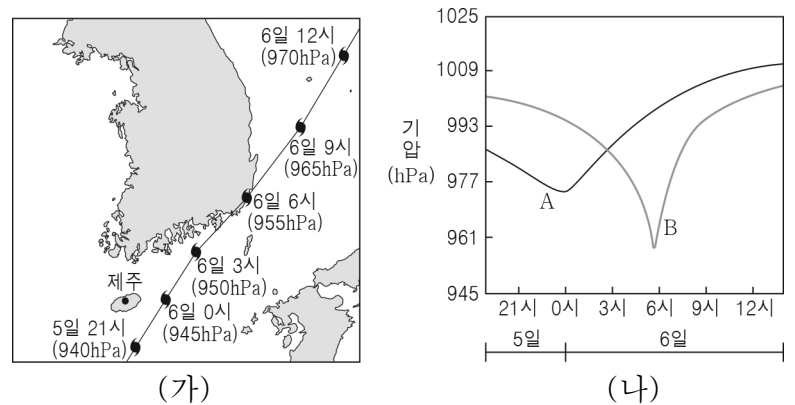 6일 12시
(970hPa)
6일 9시
(965hPa)
6일 6시
(955hPa)
6일 3시
(950hPa)
제주
6일 0시
(945hPa)
5일 21시
(940hPa)
(가)
1025
1009
993
977
961
945
기압
(hPa)
A
B
21시 0시 3시 6시 9시 12시
5일 6일
(나)